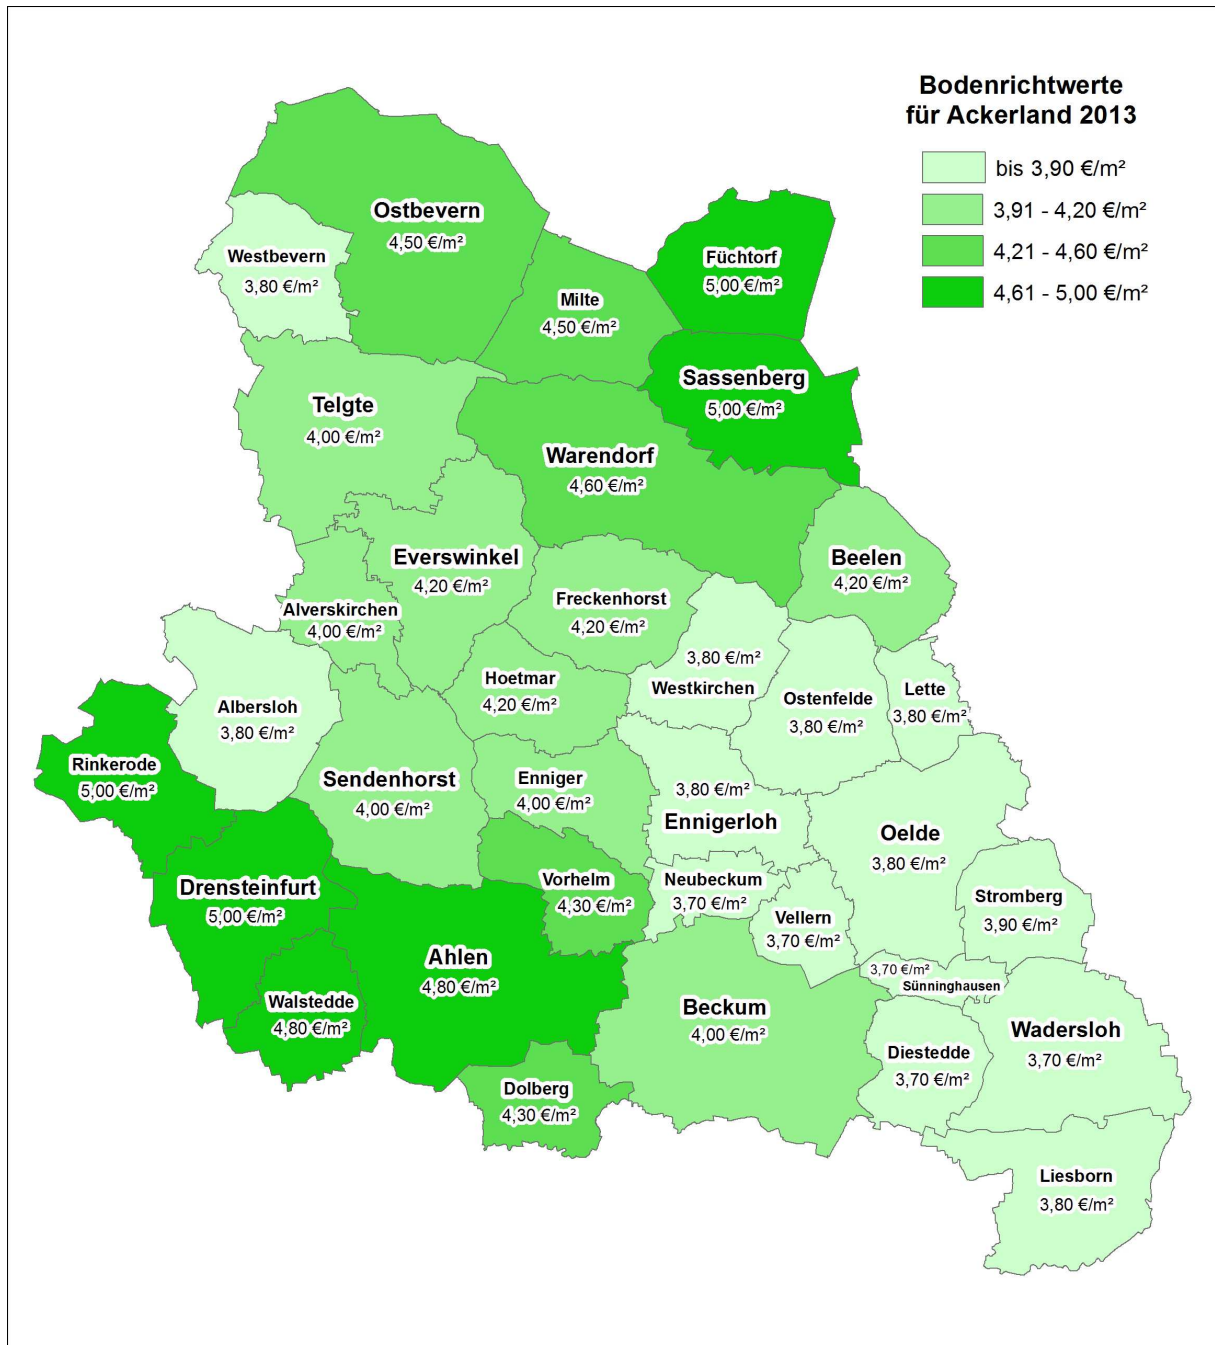 Bodenrichtwerte
für Ackerland 2013
bis 3,90 €/m²
3,91 - 4,20 €/m²
4,21 - 4,60 €/m²
4,61 - 5,00 €/m²
Ostbevern
4,50 €/m²
Westbevern
3,80 €/m²
Füchtorf
5,00 €/m²
Milte
4,50 €/m²
Sassenberg
5,00 €/m²
Telgte
4,00 €/m²
Warendorf
4,60 €/m²
Everswinkel
4,20 €/m²
Beelen
4,20 €/m²
Freckenhorst
4,20 €/m²
Alverskirchen
4,00 €/m²
3,80 €/m²
Westkirchen
Hoetmar
4,20 €/m²
Ostenfelde
3,80 €/m²
Lette
3,80 €/m²
Albersloh
3,80 €/m²
Rinkerode
5,00 €/m²
Sendenhorst
4,00 €/m²
Enniger
4,00 €/m²
3,80 €/m²
Ennigerloh
Oelde
3,80 €/m²
Drensteinfurt
5,00 €/m²
Vorhelm
4,30 €/m²
Neubeckum
3,70 €/m²
Vellern
3,70 €/m²
Stromberg
3,90 €/m²
Ahlen
4,80 €/m²
3,70 €/m²
Sünninghausen
Walstedde
4,80 €/m²
Beckum
4,00 €/m²
Wadersloh
3,70 €/m²
Diestedde
3,70 €/m²
Dolberg
4,30 €/m²
Liesborn
3,80 €/m²